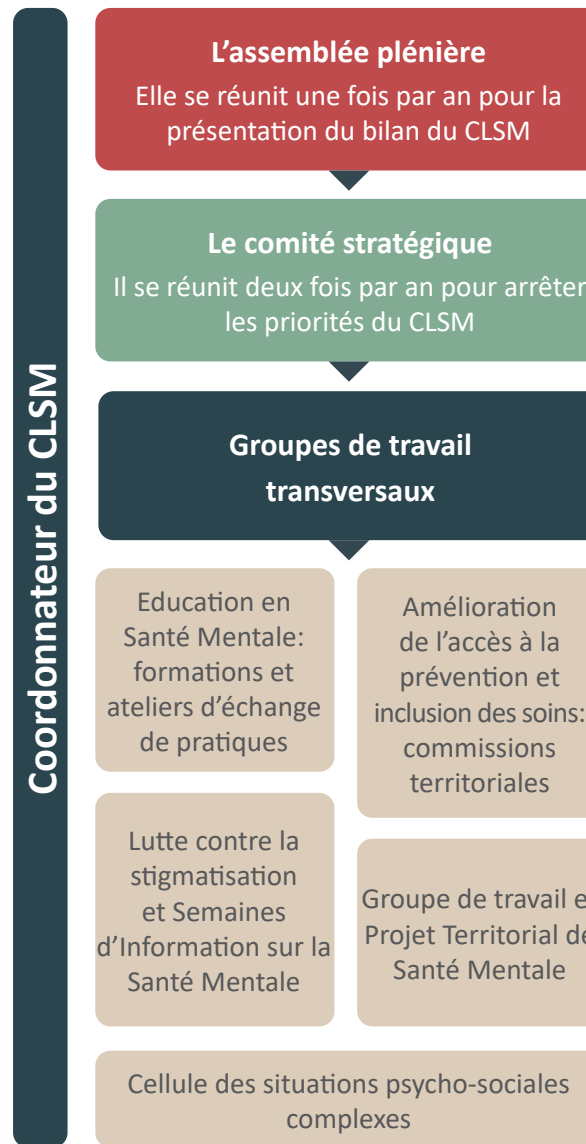 Coordonnateur du CLSM
L'assemblée plénière
Elle se réunit une fois par an pour la
présentation du bilan du CLSM
Le comité stratégique
Il se réunit deux fois par an pour arrêter
les priorités du CLSM
Groupes de travail
transversaux
Education en
Santé Mentale:
formations et
ateliers d'échange
de pratiques
Amélioration
de l'accès à la
prévention et
inclusion des soins:
commissions
territoriales
Lutte contre la
stigmatisation
et Semaines
d'Information sur la
Santé Mentale
Groupe de travail
Projet Territorial
Santé Mentale
Cellule des situations psycho-sociales
complexes